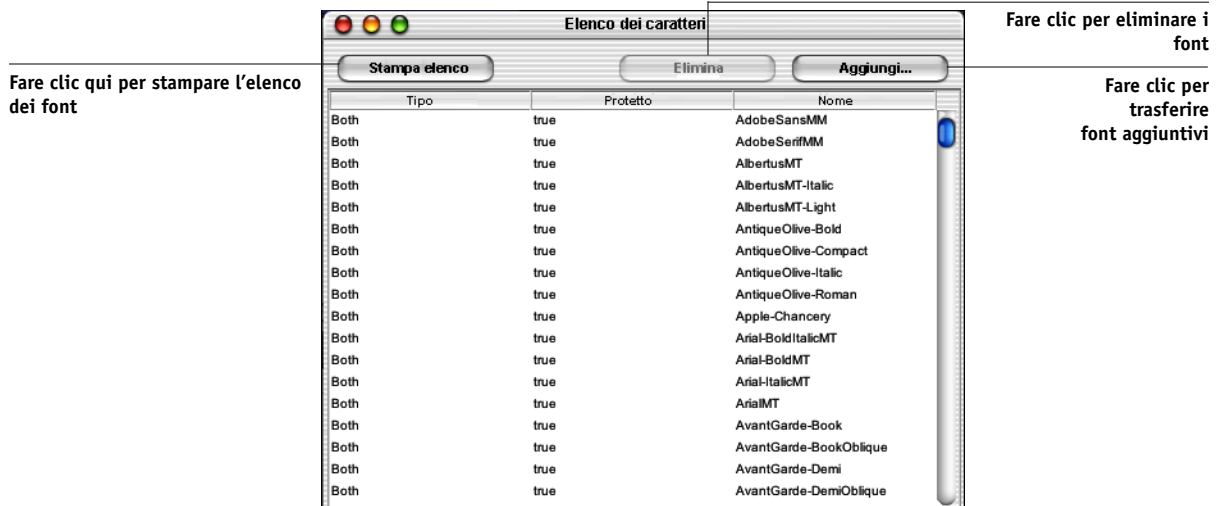 Elenco dei caratteri
Fare clic per eliminare i
font
Stampa elenco Elimina Aggiungi...
Fare clic qui per stampare l'elenco
dei font
Fare clic per
trasferire
font aggiuntivi
Tipo Protetto Nome
Both true AdobeSansMM
Both true AdobeSerifMM
Both true AlbertusMT
Both true AlbertusMT-Italic
Both true AlbertusMT-Light
Both true AntiqueOlive-Bold
Both true AntiqueOlive-Compact
Both true AntiqueOlive-Italic
Both true AntiqueOlive-Roman
Both true Apple-Chancery
Both true Arial-BoldItalicMT
Both true Arial-BoldMT
Both true Arial-ItalicMT
Both true ArialMT
Both true AvantGarde-Book
Both true AvantGarde-BookOblique
Both true AvantGarde-Demi
Both true AvantGarde-DemiOblique